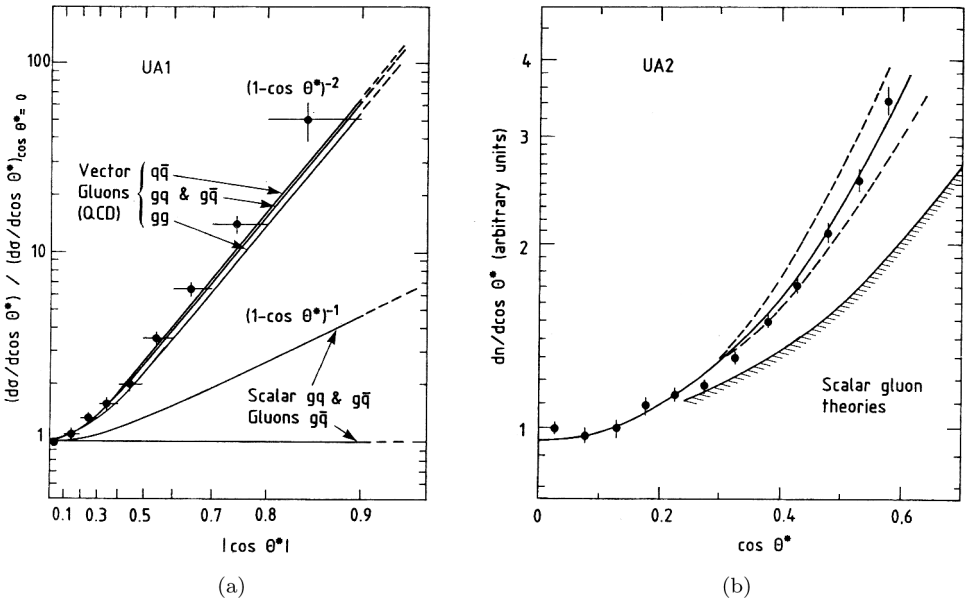 UA1
(1-cos θ*)⁻²
Vector
Gluons
(QCD)
qq̄
gq & gq̄
gg
(1-cos θ*)⁻¹
Scalar gq & gq̄
Gluons qq̄
(dσ/dcos θ*) / (dσ/dcos θ*)cos θ* = 0
100
10
1
0.1 0.3 0.5 0.7 0.8 0.9
|cos θ*|
(a)
UA2
dn/dcos θ* (arbitrary units)
4
3
2
1
Scalar gluon
theories
0 0.2 0.4 0,6
cos θ*
(b)